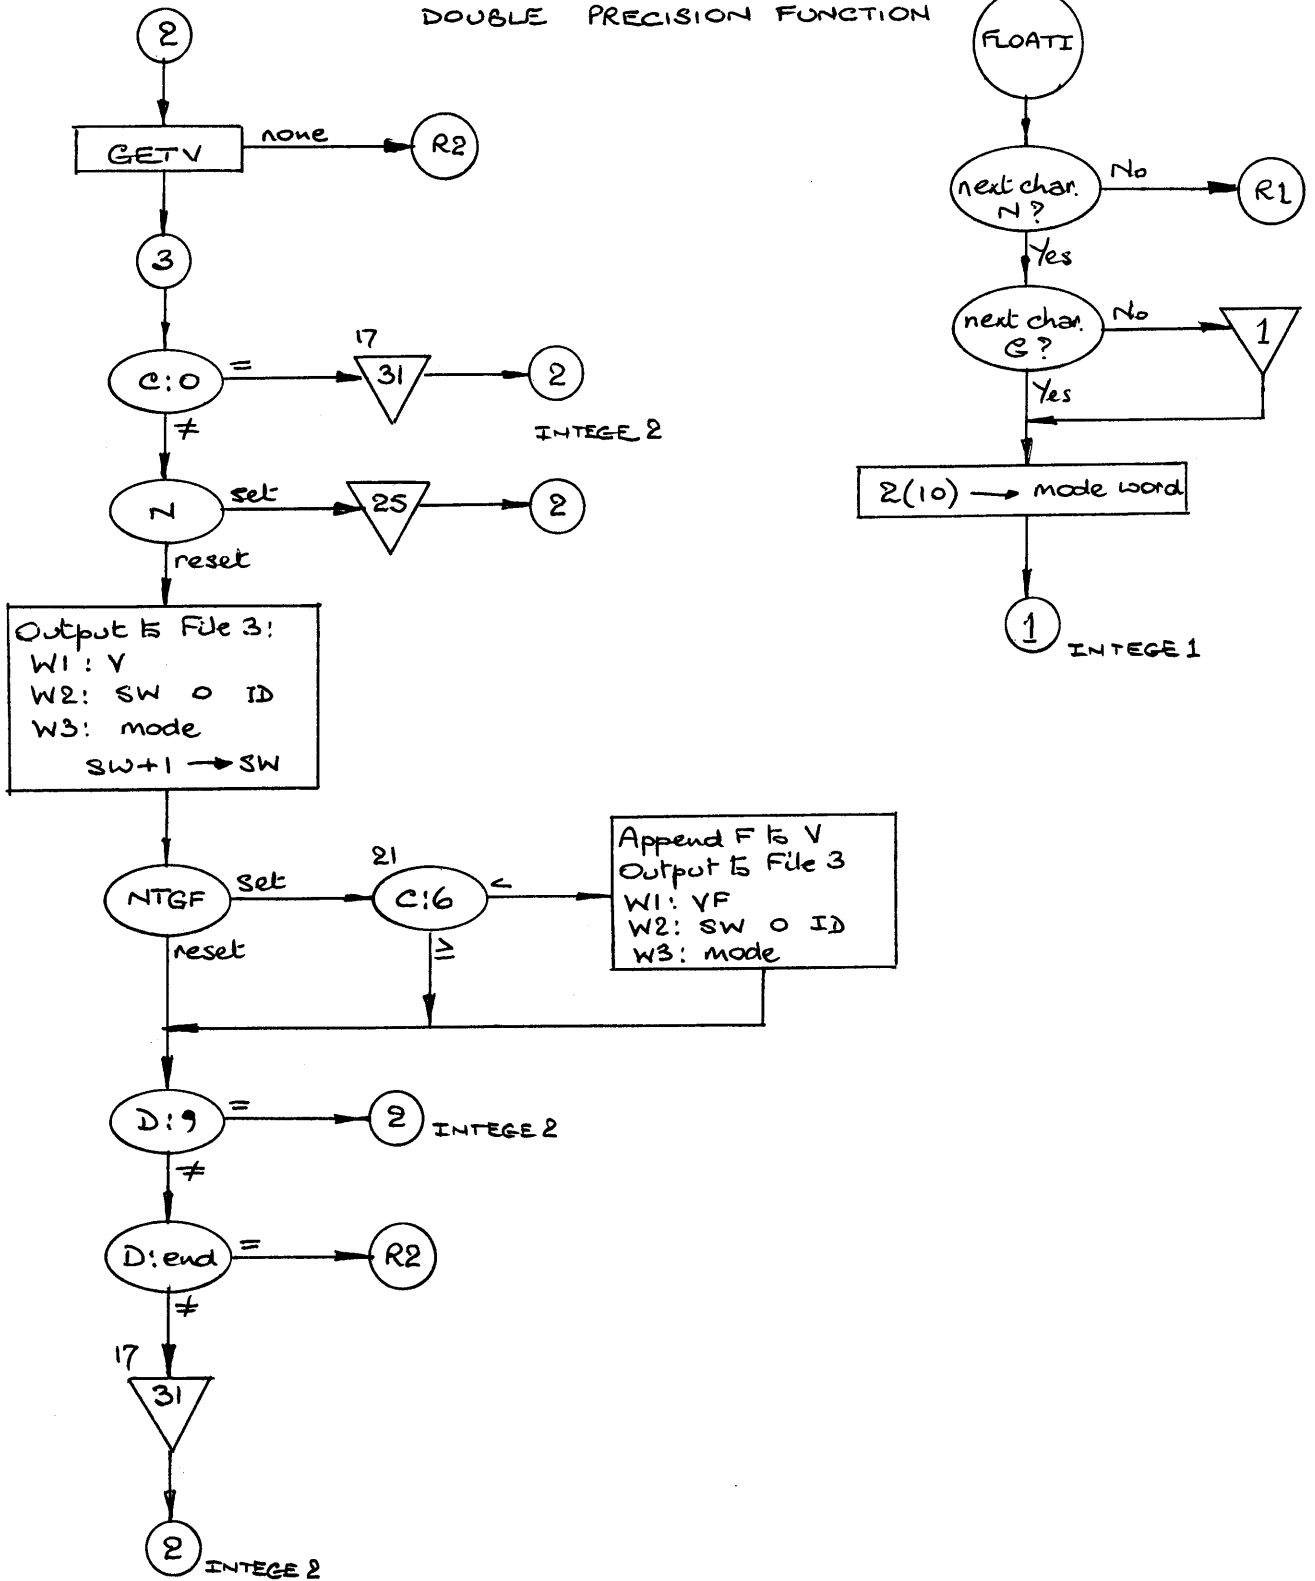 DOUBLE PRECISION FUNCTION
2
GETV
none
R2
3
C:0
=
17
31
2
INTEGE 2
≠
N
set
25
2
reset
Output to File 3:
W1: V
W2: SW 0 ID
W3: mode
SW+1 → SW
NTGF
set
21
C:6
<
Append F to V
Output to File 3
W1: VF
W2: SW 0 ID
W3: mode
≥
reset
D:,
=
2
INTEGE 2
≠
D:end
=
R2
≠
17
31
2
INTEGE 2
FLOATI
next char.
N?
No
R1
Yes
next char.
G?
No
1
Yes
2(10) → mode word
1
INTEGE 1